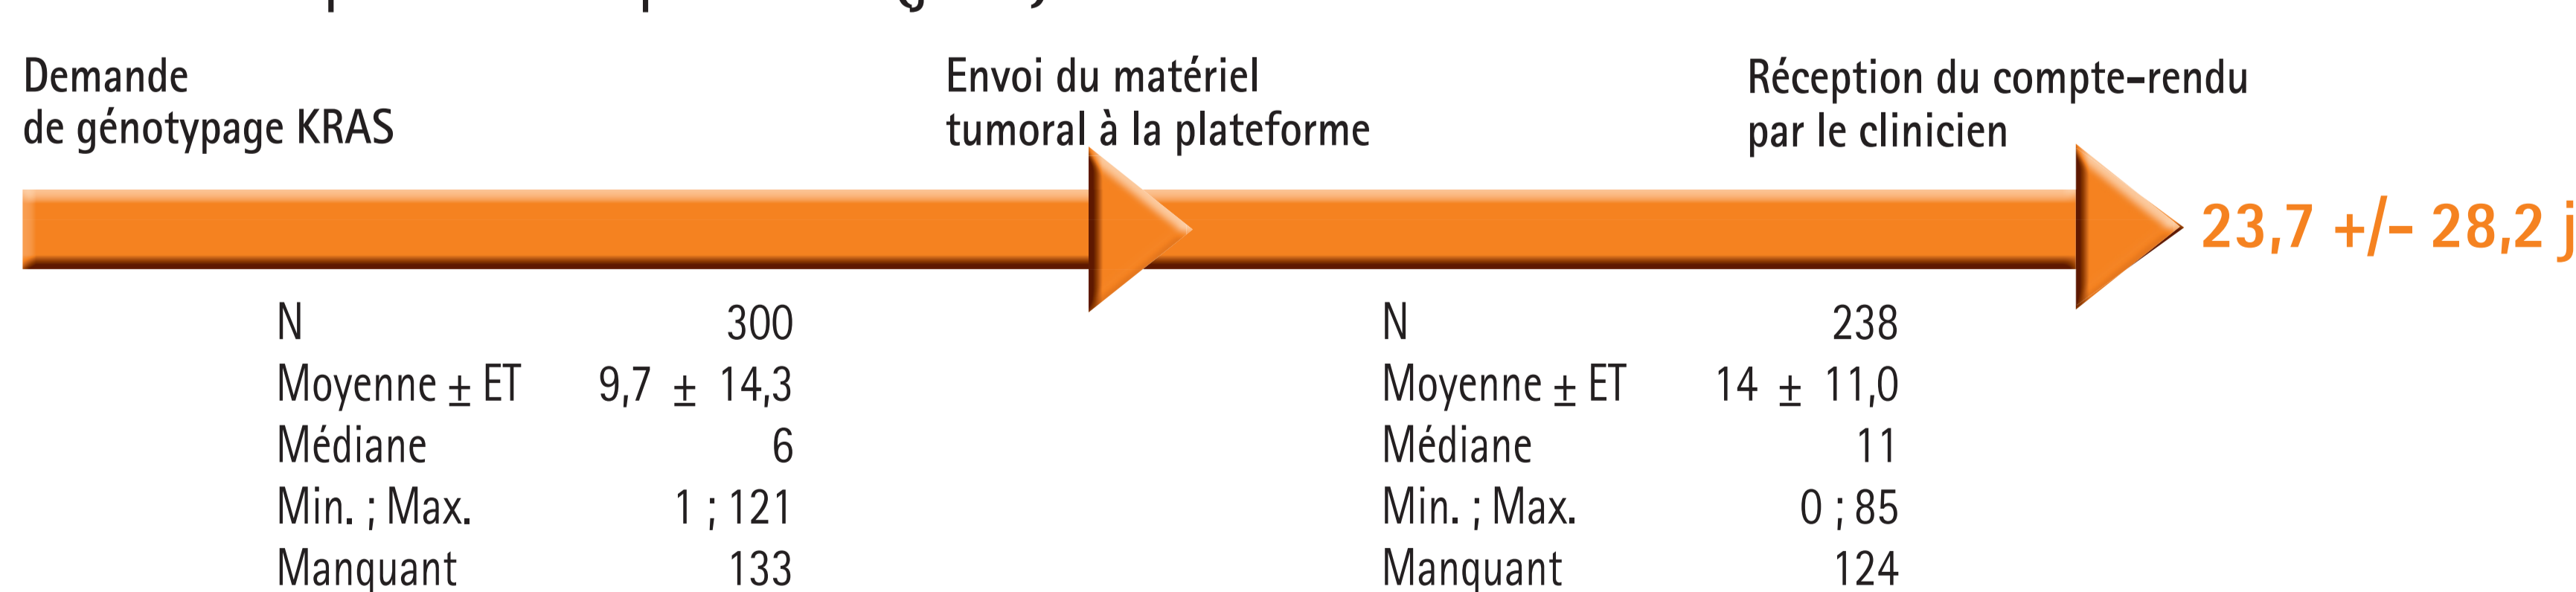 Demande
de génotypage KRAS
Envoi du matériel
tumoral à la plateforme
Réception du compte-rendu
par le clinicien
23,7 +/- 28,2 j
N 300
Moyenne ± ET 9,7 ± 14,3
Médiane 6
Min. ; Max. 1 ; 121
Manquant 133
N 238
Moyenne ± ET 14 ± 11,0
Médiane 11
Min. ; Max. 0 ; 85
Manquant 124